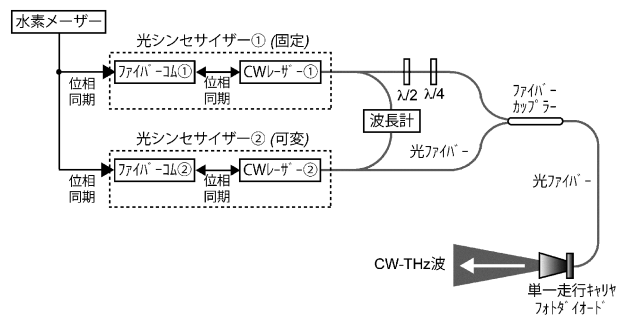 水素メーザー
光シンセサイザー① (固定)
位相
同期
ﾌｧｲﾊﾞｰｺﾑ①
位相
同期
CWﾚｰｻﾞｰ①
λ/2
λ/4
ﾌｧｲﾊﾞｰ
ｶｯﾌﾟﾗｰ
波長計
光シンセサイザー② (可変)
光ﾌｧｲﾊﾞｰ
位相
同期
ﾌｧｲﾊﾞｰｺﾑ②
位相
同期
CWﾚｰｻﾞｰ②
光ﾌｧｲﾊﾞｰ
CW-THz波
単一走行ｷｬﾘﾔ
ﾌｫﾄﾀﾞｲｵｰﾄﾞ